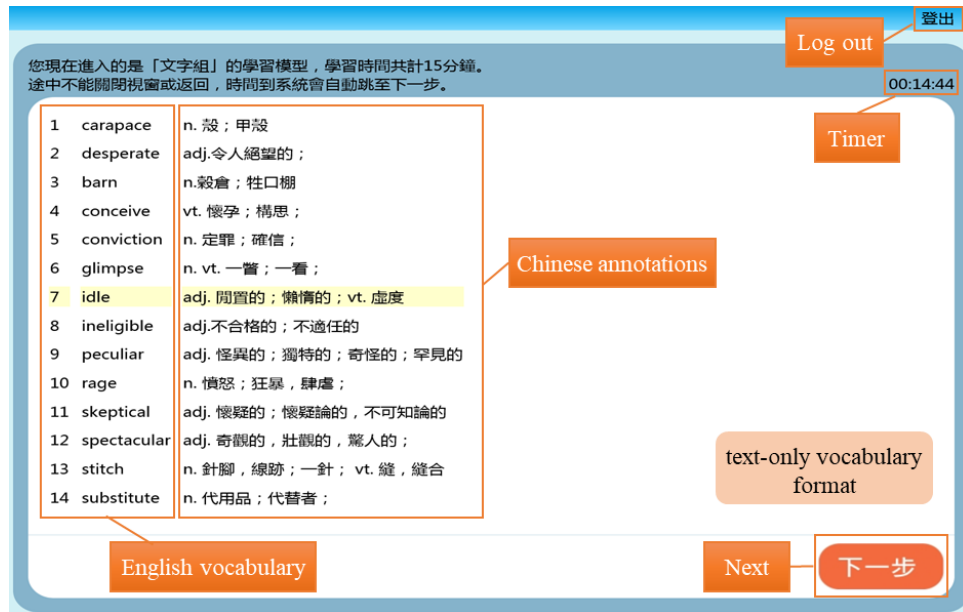 登出
Log out
您現在進入的是「文字組」的學習模型，學習時間共計15分鐘。
途中不能關閉視窗或返回，時間到系統會自動跳至下一步。
00:14:44
Timer
1 carapace n. 殼；甲殼
2 desperate adj.令人絕望的；
3 barn n.穀倉；牲口棚
4 conceive vt. 懷孕；構思；
5 conviction n. 定罪；確信；
6 glimpse n. vt. 一瞥；一看；
7 idle adj. 閒置的；懶惰的；vt. 虛度
8 ineligible adj.不合格的；不適任的
9 peculiar adj. 怪異的；獨特的；奇怪的；罕見的
10 rage n. 憤怒；狂暴，肆虐；
11 skeptical adj. 懷疑的；懷疑論的，不可知論的
12 spectacular adj. 奇觀的，壯觀的，驚人的；
13 stitch n. 針腳，線跡；一針； vt. 縫，縫合
14 substitute n. 代用品；代替者；
Chinese annotations
text-only vocabulary
format
English vocabulary
Next
下一步